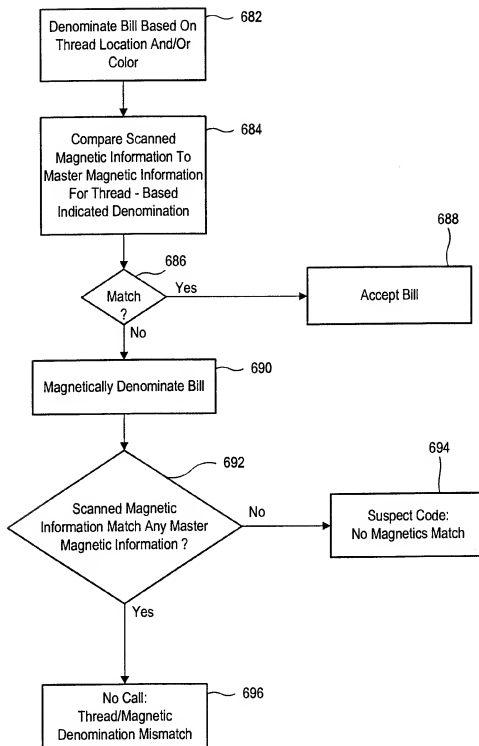 682
Denominate Bill Based On
Thread Location And/Or
Color
684
Compare Scanned
Magnetic Information To
Master Magnetic Information
For Thread - Based
Indicated Denomination
686
Match
?
Yes
No
688
Accept Bill
690
Magnetically Denominate Bill
692
Scanned Magnetic
Information Match Any Master
Magnetic Information ?
No
Yes
694
Suspect Code:
No Magnetics Match
696
No Call:
Thread/Magnetic
Denomination Mismatch